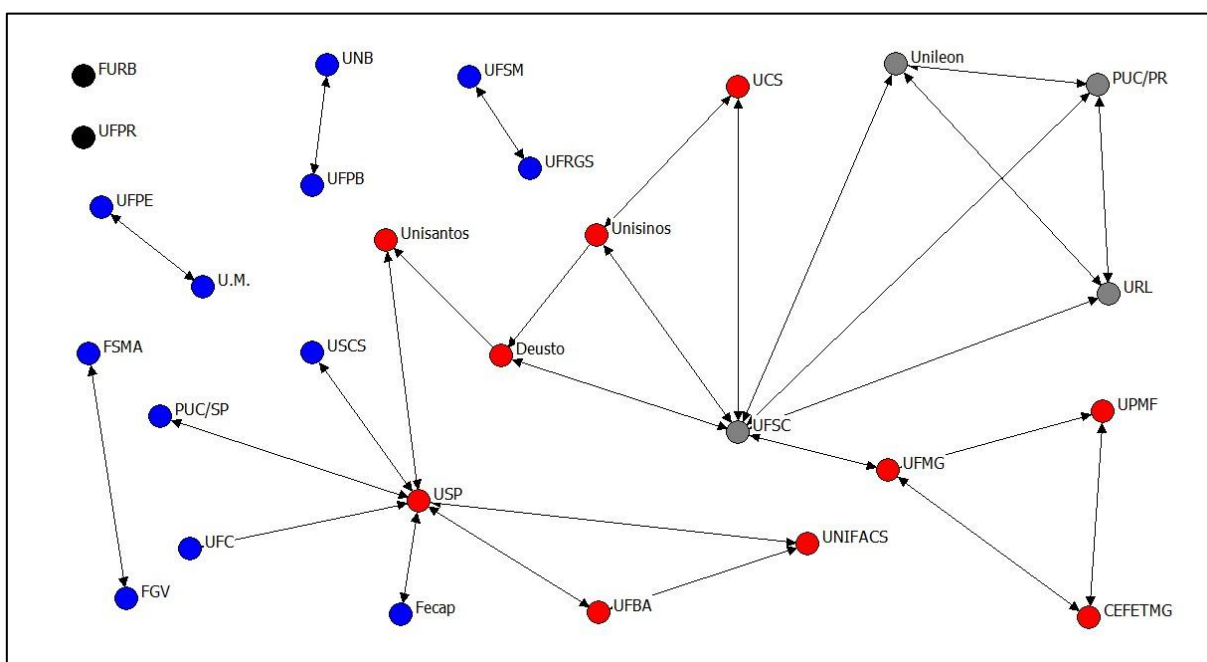 FURB
UNB
UFSM
UCS
Unileon
PUC/PR
UFPR
UFPB
UFRGS
UFPE
Unisantos
Unisinos
U.M.
URL
FSMA
USCS
Deusto
PUC/SP
UFSC
UPMF
UFMG
USP
UFC
UNIFACS
FGV
Fecap
UFBA
CEFETMG